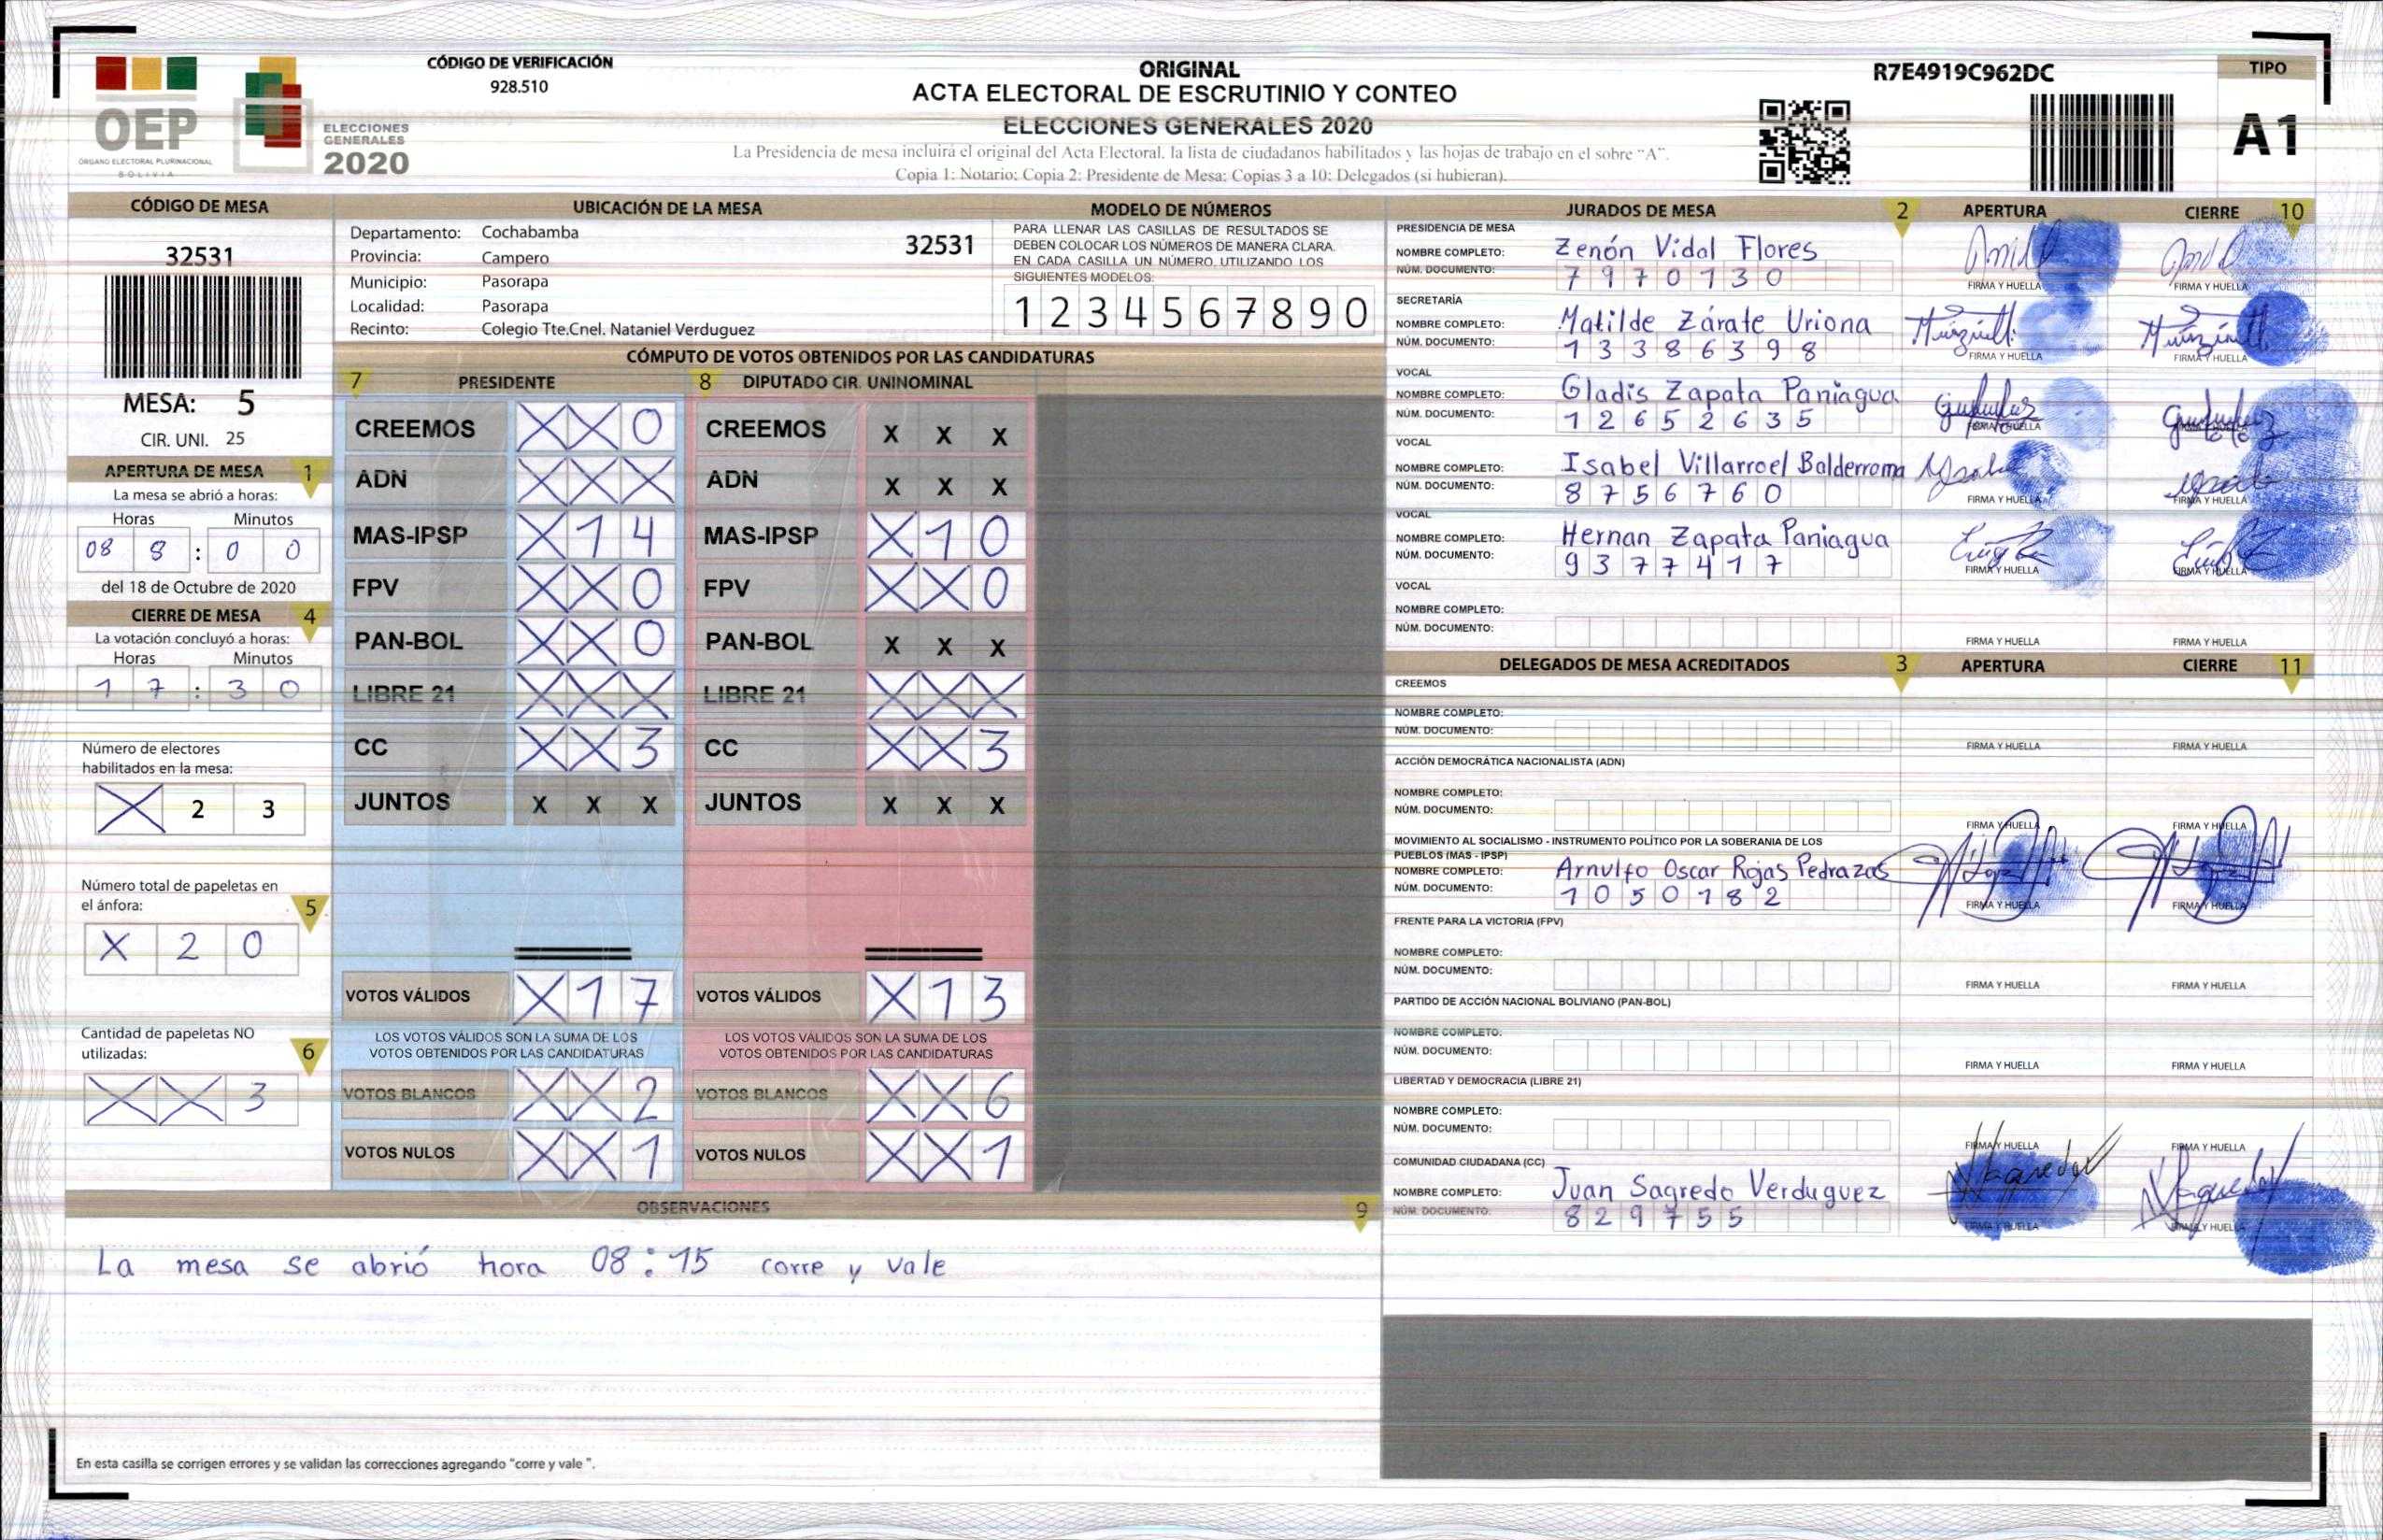 OEP
ÓRGANO ELECTORAL PLURINACIONAL
BOLIVIA
ELECCIONES
GENERALES
2020
CÓDIGO DE VERIFICACIÓN
928.510
ORIGINAL
ACTA ELECTORAL DE ESCRUTINIO Y CONTEO
ELECCIONES GENERALES 2020
La Presidencia de mesa incluirá el original del Acta Electoral, la lista de ciudadanos habilitados y las hojas de trabajo en el sobre "A".
Copia 1: Notario; Copia 2: Presidente de Mesa; Copias 3 a 10: Delegados (si hubieran).
R7E4919C962DC
TIPO
A1
CÓDIGO DE MESA
32531
MESA: 5
CIR. UNI. 25
APERTURA DE MESA 1
La mesa se abrió a horas:
Horas Minutos
08 8 : 0 0
del 18 de Octubre de 2020
CIERRE DE MESA 4
La votación concluyó a horas:
Horas Minutos
1 7 : 3 0
Número de electores
habilitados en la mesa:
X 2 3
Número total de papeletas en
el ánfora: 5
X 2 0
Cantidad de papeletas NO
utilizadas: 6
X X 3
UBICACIÓN DE LA MESA
Departamento: Cochabamba
32531
Provincia: Campero
Municipio: Pasorapa
Localidad: Pasorapa
Recinto: Colegio Tte.Cnel. Nataniel Verduguez
MODELO DE NÚMEROS
PARA LLENAR LAS CASILLAS DE RESULTADOS SE
DEBEN COLOCAR LOS NÚMEROS DE MANERA CLARA.
EN CADA CASILLA UN NÚMERO, UTILIZANDO LOS
SIGUIENTES MODELOS:
1 2 3 4 5 6 7 8 9 0
CÓMPUTO DE VOTOS OBTENIDOS POR LAS CANDIDATURAS
7 PRESIDENTE 8 DIPUTADO CIR. UNINOMINAL
CREEMOS X X 0 CREEMOS X X X
ADN X X X ADN X X X
MAS-IPSP X 1 4 MAS-IPSP X 1 0
FPV X X 0 FPV X X 0
PAN-BOL X X 0 PAN-BOL X X X
LIBRE 21 X X X LIBRE 21 X X X
CC X X 3 CC X X 3
JUNTOS X X X JUNTOS X X X
VOTOS VÁLIDOS X 1 7 VOTOS VÁLIDOS X 1 3
LOS VOTOS VÁLIDOS SON LA SUMA DE LOS LOS VOTOS VÁLIDOS SON LA SUMA DE LOS
VOTOS OBTENIDOS POR LAS CANDIDATURAS VOTOS OBTENIDOS POR LAS CANDIDATURAS
VOTOS BLANCOS X X 2 VOTOS BLANCOS X X 6
VOTOS NULOS X X 1 VOTOS NULOS X X 1
OBSERVACIONES 9
La mesa se abrió hora 08:15 corre y vale
En esta casilla se corrigen errores y se validan las correcciones agregando "corre y vale ".
JURADOS DE MESA 2 APERTURA CIERRE 10
PRESIDENCIA DE MESA
NOMBRE COMPLETO: Zenón Vidal Flores
NÚM. DOCUMENTO: 7970130
FIRMA Y HUELLA FIRMA Y HUELLA
SECRETARÍA
NOMBRE COMPLETO: Matilde Zárate Uriona
NÚM. DOCUMENTO: 13386398
FIRMA Y HUELLA FIRMA Y HUELLA
VOCAL
NOMBRE COMPLETO: Gladis Zapata Paniagua
NÚM. DOCUMENTO: 12652635
FIRMA Y HUELLA FIRMA Y HUELLA
VOCAL
NOMBRE COMPLETO: Isabel Villarroel Balderrama
NÚM. DOCUMENTO: 8756760
FIRMA Y HUELLA FIRMA Y HUELLA
VOCAL
NOMBRE COMPLETO: Hernan Zapata Paniagua
NÚM. DOCUMENTO: 9377417
FIRMA Y HUELLA FIRMA Y HUELLA
VOCAL
NOMBRE COMPLETO:
NÚM. DOCUMENTO:
FIRMA Y HUELLA FIRMA Y HUELLA
DELEGADOS DE MESA ACREDITADOS 3 APERTURA CIERRE 11
CREEMOS
NOMBRE COMPLETO:
NÚM. DOCUMENTO:
FIRMA Y HUELLA FIRMA Y HUELLA
ACCIÓN DEMOCRÁTICA NACIONALISTA (ADN)
NOMBRE COMPLETO:
NÚM. DOCUMENTO:
FIRMA Y HUELLA FIRMA Y HUELLA
MOVIMIENTO AL SOCIALISMO - INSTRUMENTO POLÍTICO POR LA SOBERANIA DE LOS
PUEBLOS (MAS - IPSP)
NOMBRE COMPLETO: Arnulfo Oscar Rojas Pedrazas
NÚM. DOCUMENTO: 1050182
FIRMA Y HUELLA FIRMA Y HUELLA
FRENTE PARA LA VICTORIA (FPV)
NOMBRE COMPLETO:
NÚM. DOCUMENTO:
FIRMA Y HUELLA FIRMA Y HUELLA
PARTIDO DE ACCIÓN NACIONAL BOLIVIANO (PAN-BOL)
NOMBRE COMPLETO:
NÚM. DOCUMENTO:
FIRMA Y HUELLA FIRMA Y HUELLA
LIBERTAD Y DEMOCRACIA (LIBRE 21)
NOMBRE COMPLETO:
NÚM. DOCUMENTO:
FIRMA Y HUELLA FIRMA Y HUELLA
COMUNIDAD CIUDADANA (CC)
NOMBRE COMPLETO: Juan Sagredo Verduguez
NÚM. DOCUMENTO: 829755
FIRMA Y HUELLA FIRMA Y HUELLA